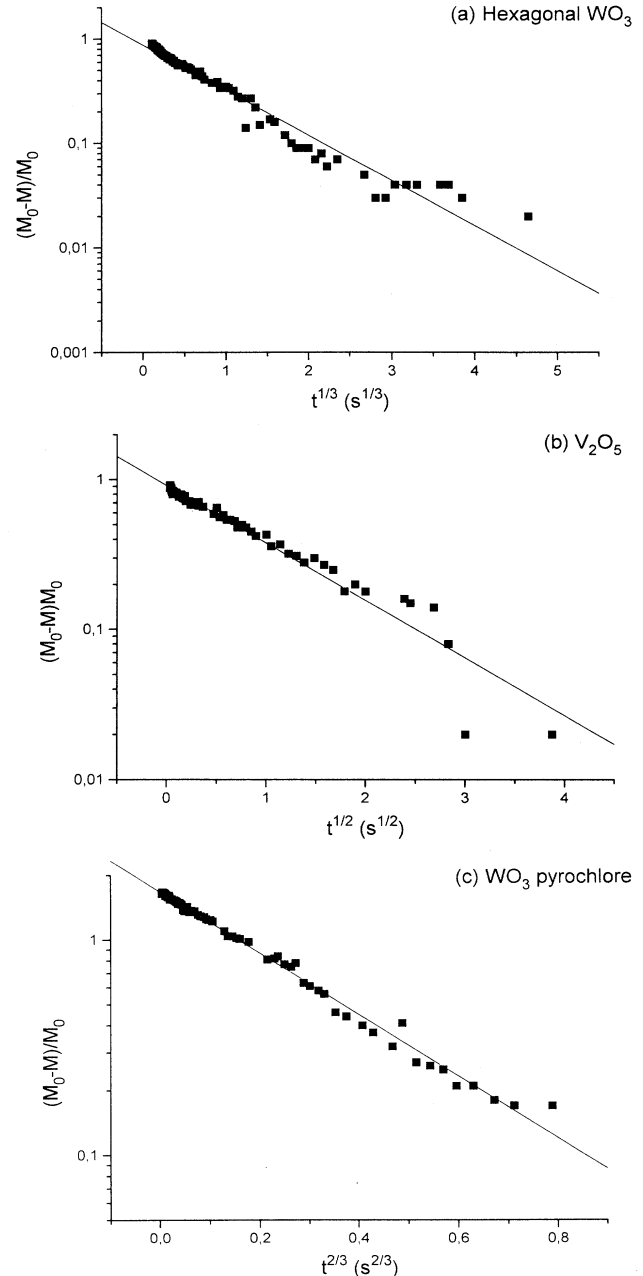 (a) Hexagonal WO₃
1
0,1
0,01
0,001
(M₀-M)/M₀
0 1 2 3 4 5
t¹/³ (s¹/³)
(b) V₂O₅
1
0,1
0,01
(M₀-M)M₀
0 1 2 3 4
t¹/² (s¹/²)
(c) WO₃ pyrochlore
1
0,1
(M₀-M)/M₀
0,0 0,2 0,4 0,6 0,8
t²/³ (s²/³)